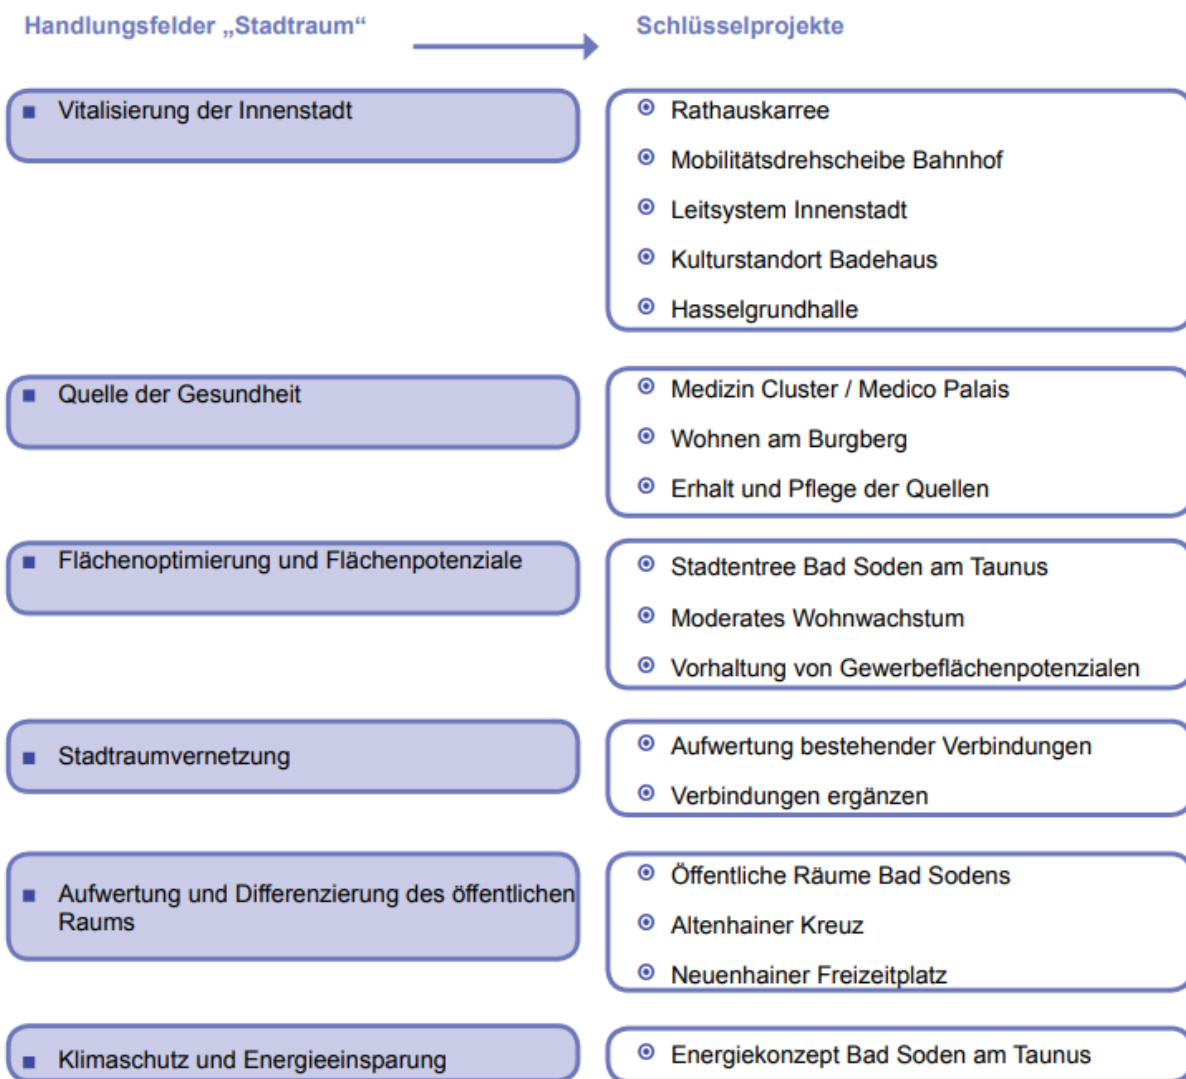 Handlungsfelder „Stadtraum“
Schlüsselprojekte
Vitalisierung der Innenstadt
Rathauskarree
Mobilitätsdrehscheibe Bahnhof
Leitsystem Innenstadt
Kulturstandort Badehaus
Hasselgrundhalle
Quelle der Gesundheit
Medizin Cluster / Medico Palais
Wohnen am Burgberg
Erhalt und Pflege der Quellen
Flächenoptimierung und Flächenpotenziale
Stadtentree Bad Soden am Taunus
Moderates Wohnwachstum
Vorhaltung von Gewerbeflächenpotenzialen
Stadtraumvernetzung
Aufwertung bestehender Verbindungen
Verbindungen ergänzen
Aufwertung und Differenzierung des öffentlichen
Raums
Öffentliche Räume Bad Sodens
Altenhainer Kreuz
Neuenhainer Freizeitplatz
Klimaschutz und Energieeinsparung
Energiekonzept Bad Soden am Taunus